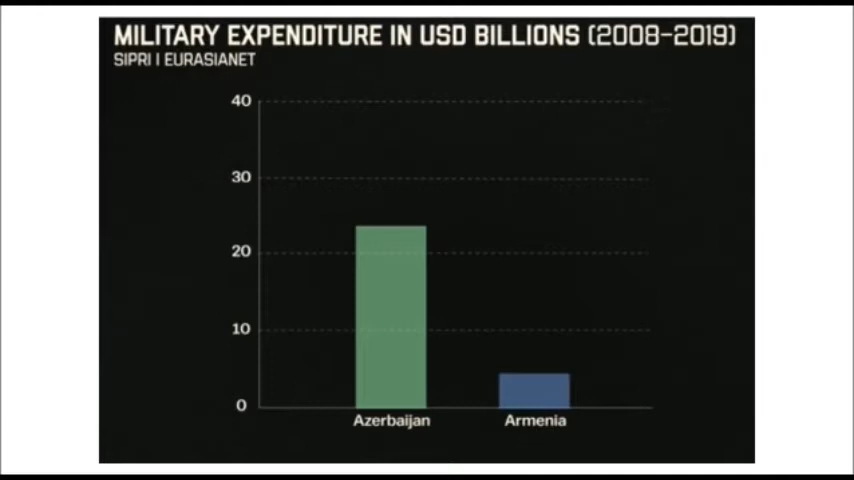 MILITARY EXPENDITURE IN USD BILLIONS (2008–2019)
SIPRI I EURASIANET
40
30
20
10
0
Azerbaijan
Armenia